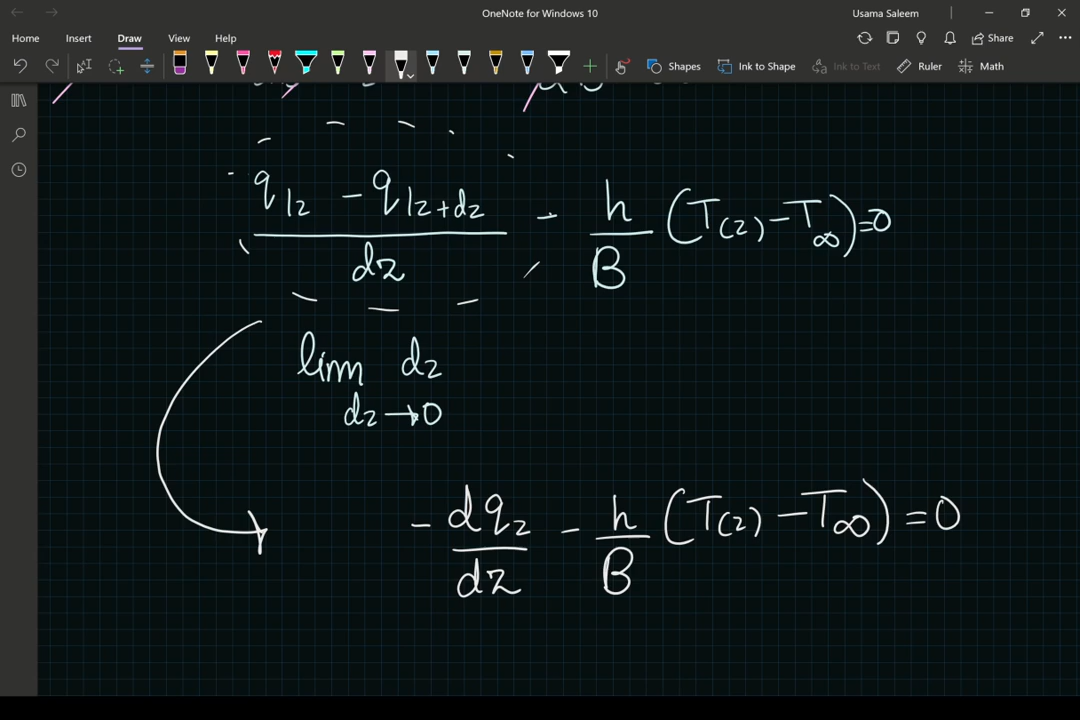 OneNote for Windows 10
Usama Saleem
Home Insert Draw View Help
Share
Shapes Ink to Shape Ink to Text Ruler Math
q|z - q|z+dz / dz - h/B (T(z) - T∞) = 0
lim dz
dz → 0
- dqz/dz - h/B (T(z) - T∞) = 0